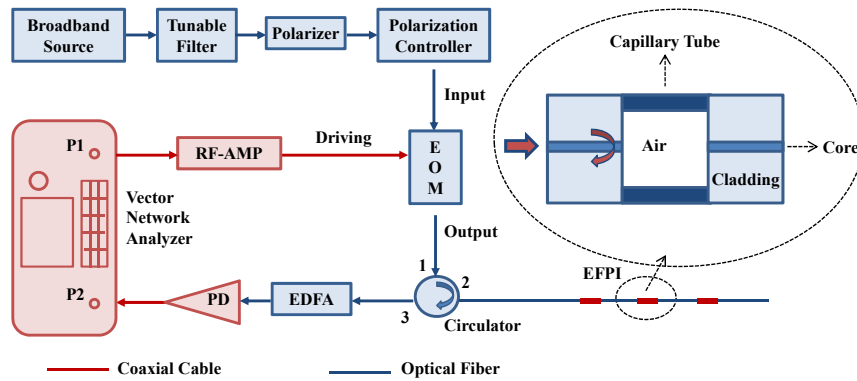 Broadband
Source
Tunable
Filter
Polarizer
Polarization
Controller
Capillary Tube
Input
P1
RF-AMP
Driving
E
O
M
Air
Core
Cladding
Vector
Network
Analyzer
Output
1
2
3
EFPI
P2
PD
EDFA
Circulator
Coaxial Cable
Optical Fiber